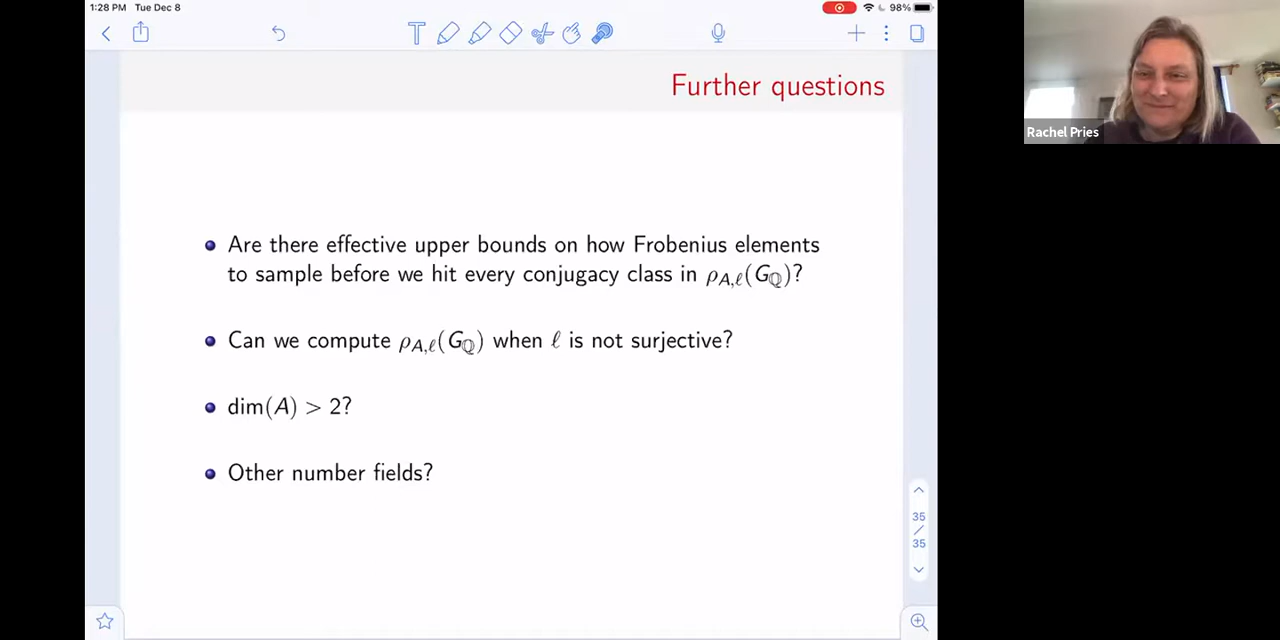 1:28 PM Tue Dec 8
98%
Further questions
Are there effective upper bounds on how Frobenius elements
to sample before we hit every conjugacy class in ρ_{A,ℓ}(G_ℚ)?
Can we compute ρ_{A,ℓ}(G_ℚ) when ℓ is not surjective?
dim(A) > 2?
Other number fields?
35
/
35
Rachel Pries